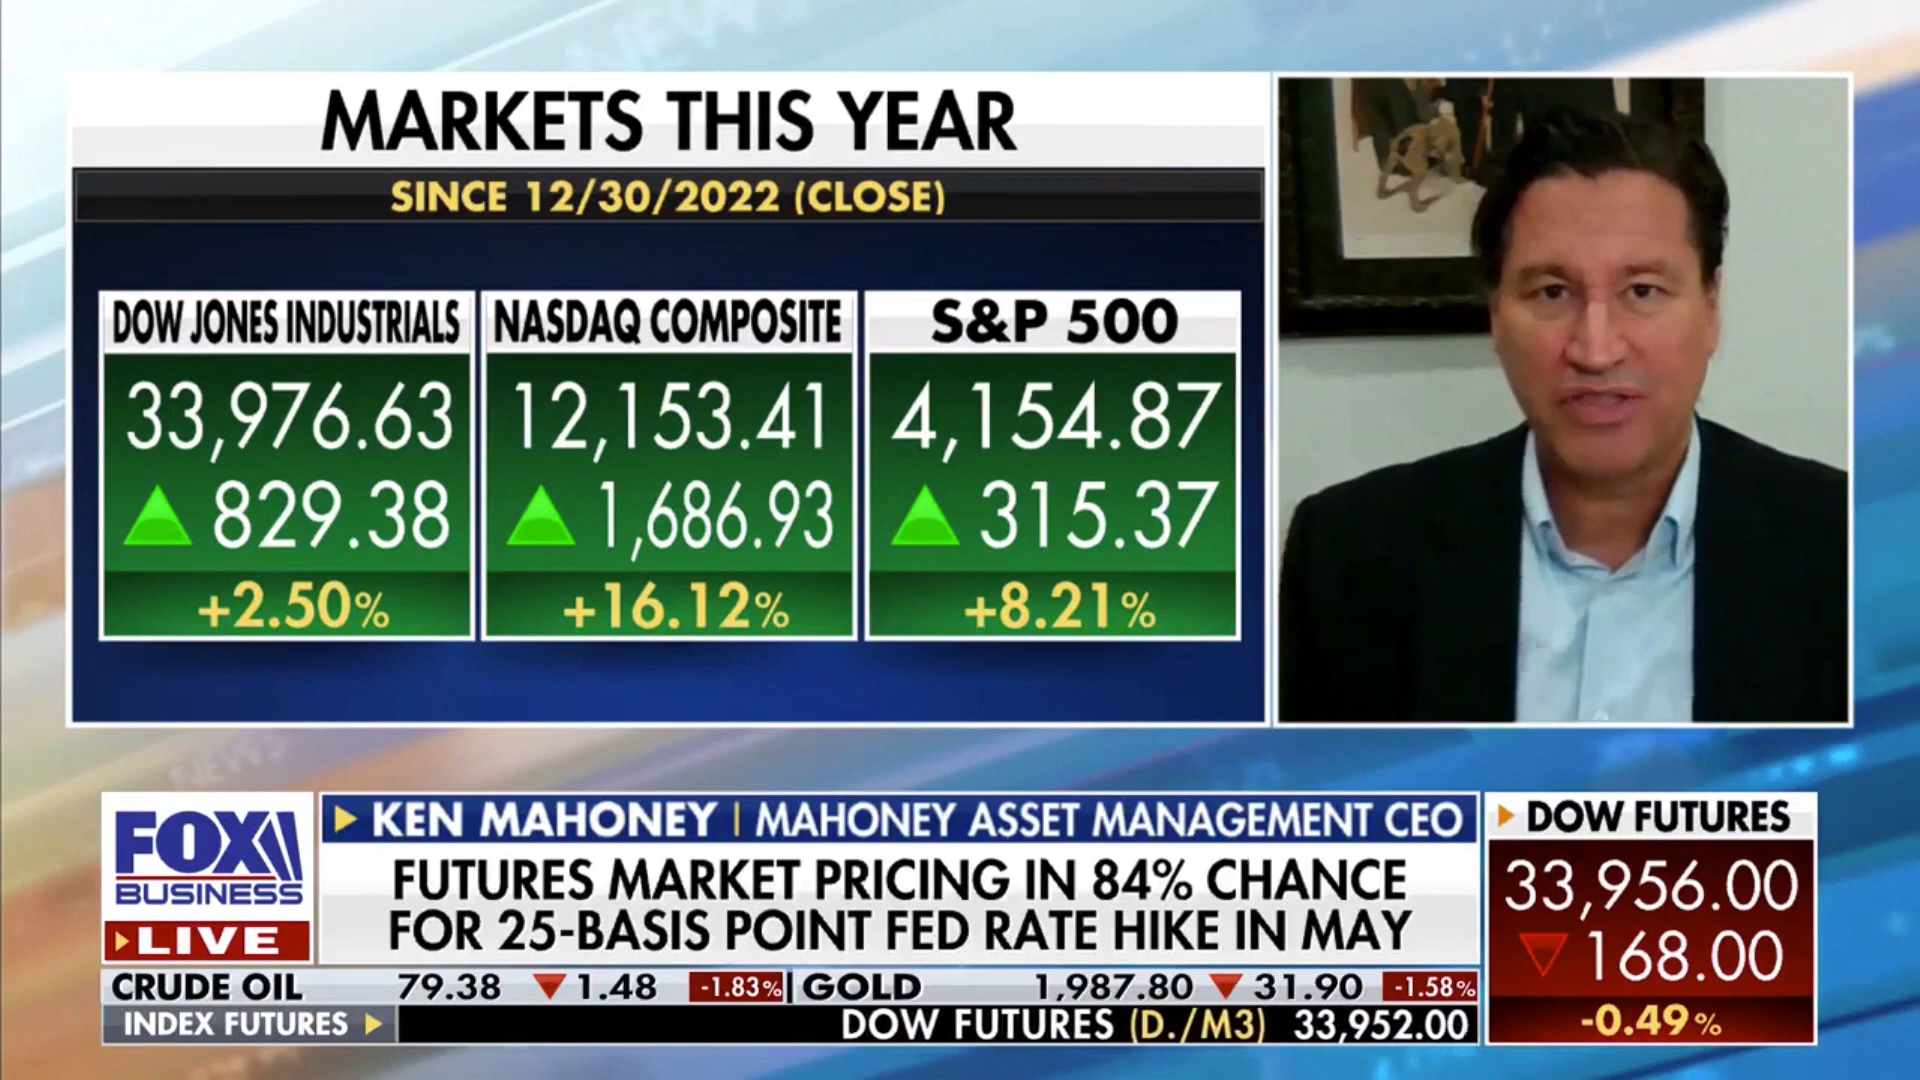 MARKETS THIS YEAR
SINCE 12/30/2022 (CLOSE)
DOW JONES INDUSTRIALS
33,976.63
829.38
+2.50%
NASDAQ COMPOSITE
12,153.41
1,686.93
+16.12%
S&P 500
4,154.87
315.37
+8.21%
FOX
BUSINESS
LIVE
KEN MAHONEY | MAHONEY ASSET MANAGEMENT CEO
FUTURES MARKET PRICING IN 84% CHANCE
FOR 25-BASIS POINT FED RATE HIKE IN MAY
DOW FUTURES
33,956.00
168.00
-0.49%
CRUDE OIL 79.38 1.48 -1.83% GOLD 1,987.80 31.90 -1.58%
INDEX FUTURES DOW FUTURES (D./M3) 33,952.00
NEWS
NEWS